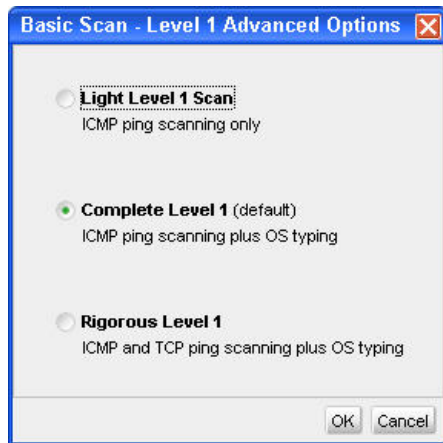 Basic Scan - Level 1 Advanced Options
Light Level 1 Scan
ICMP ping scanning only
Complete Level 1 (default)
ICMP ping scanning plus OS typing
Rigorous Level 1
ICMP and TCP ping scanning plus OS typing
OK Cancel